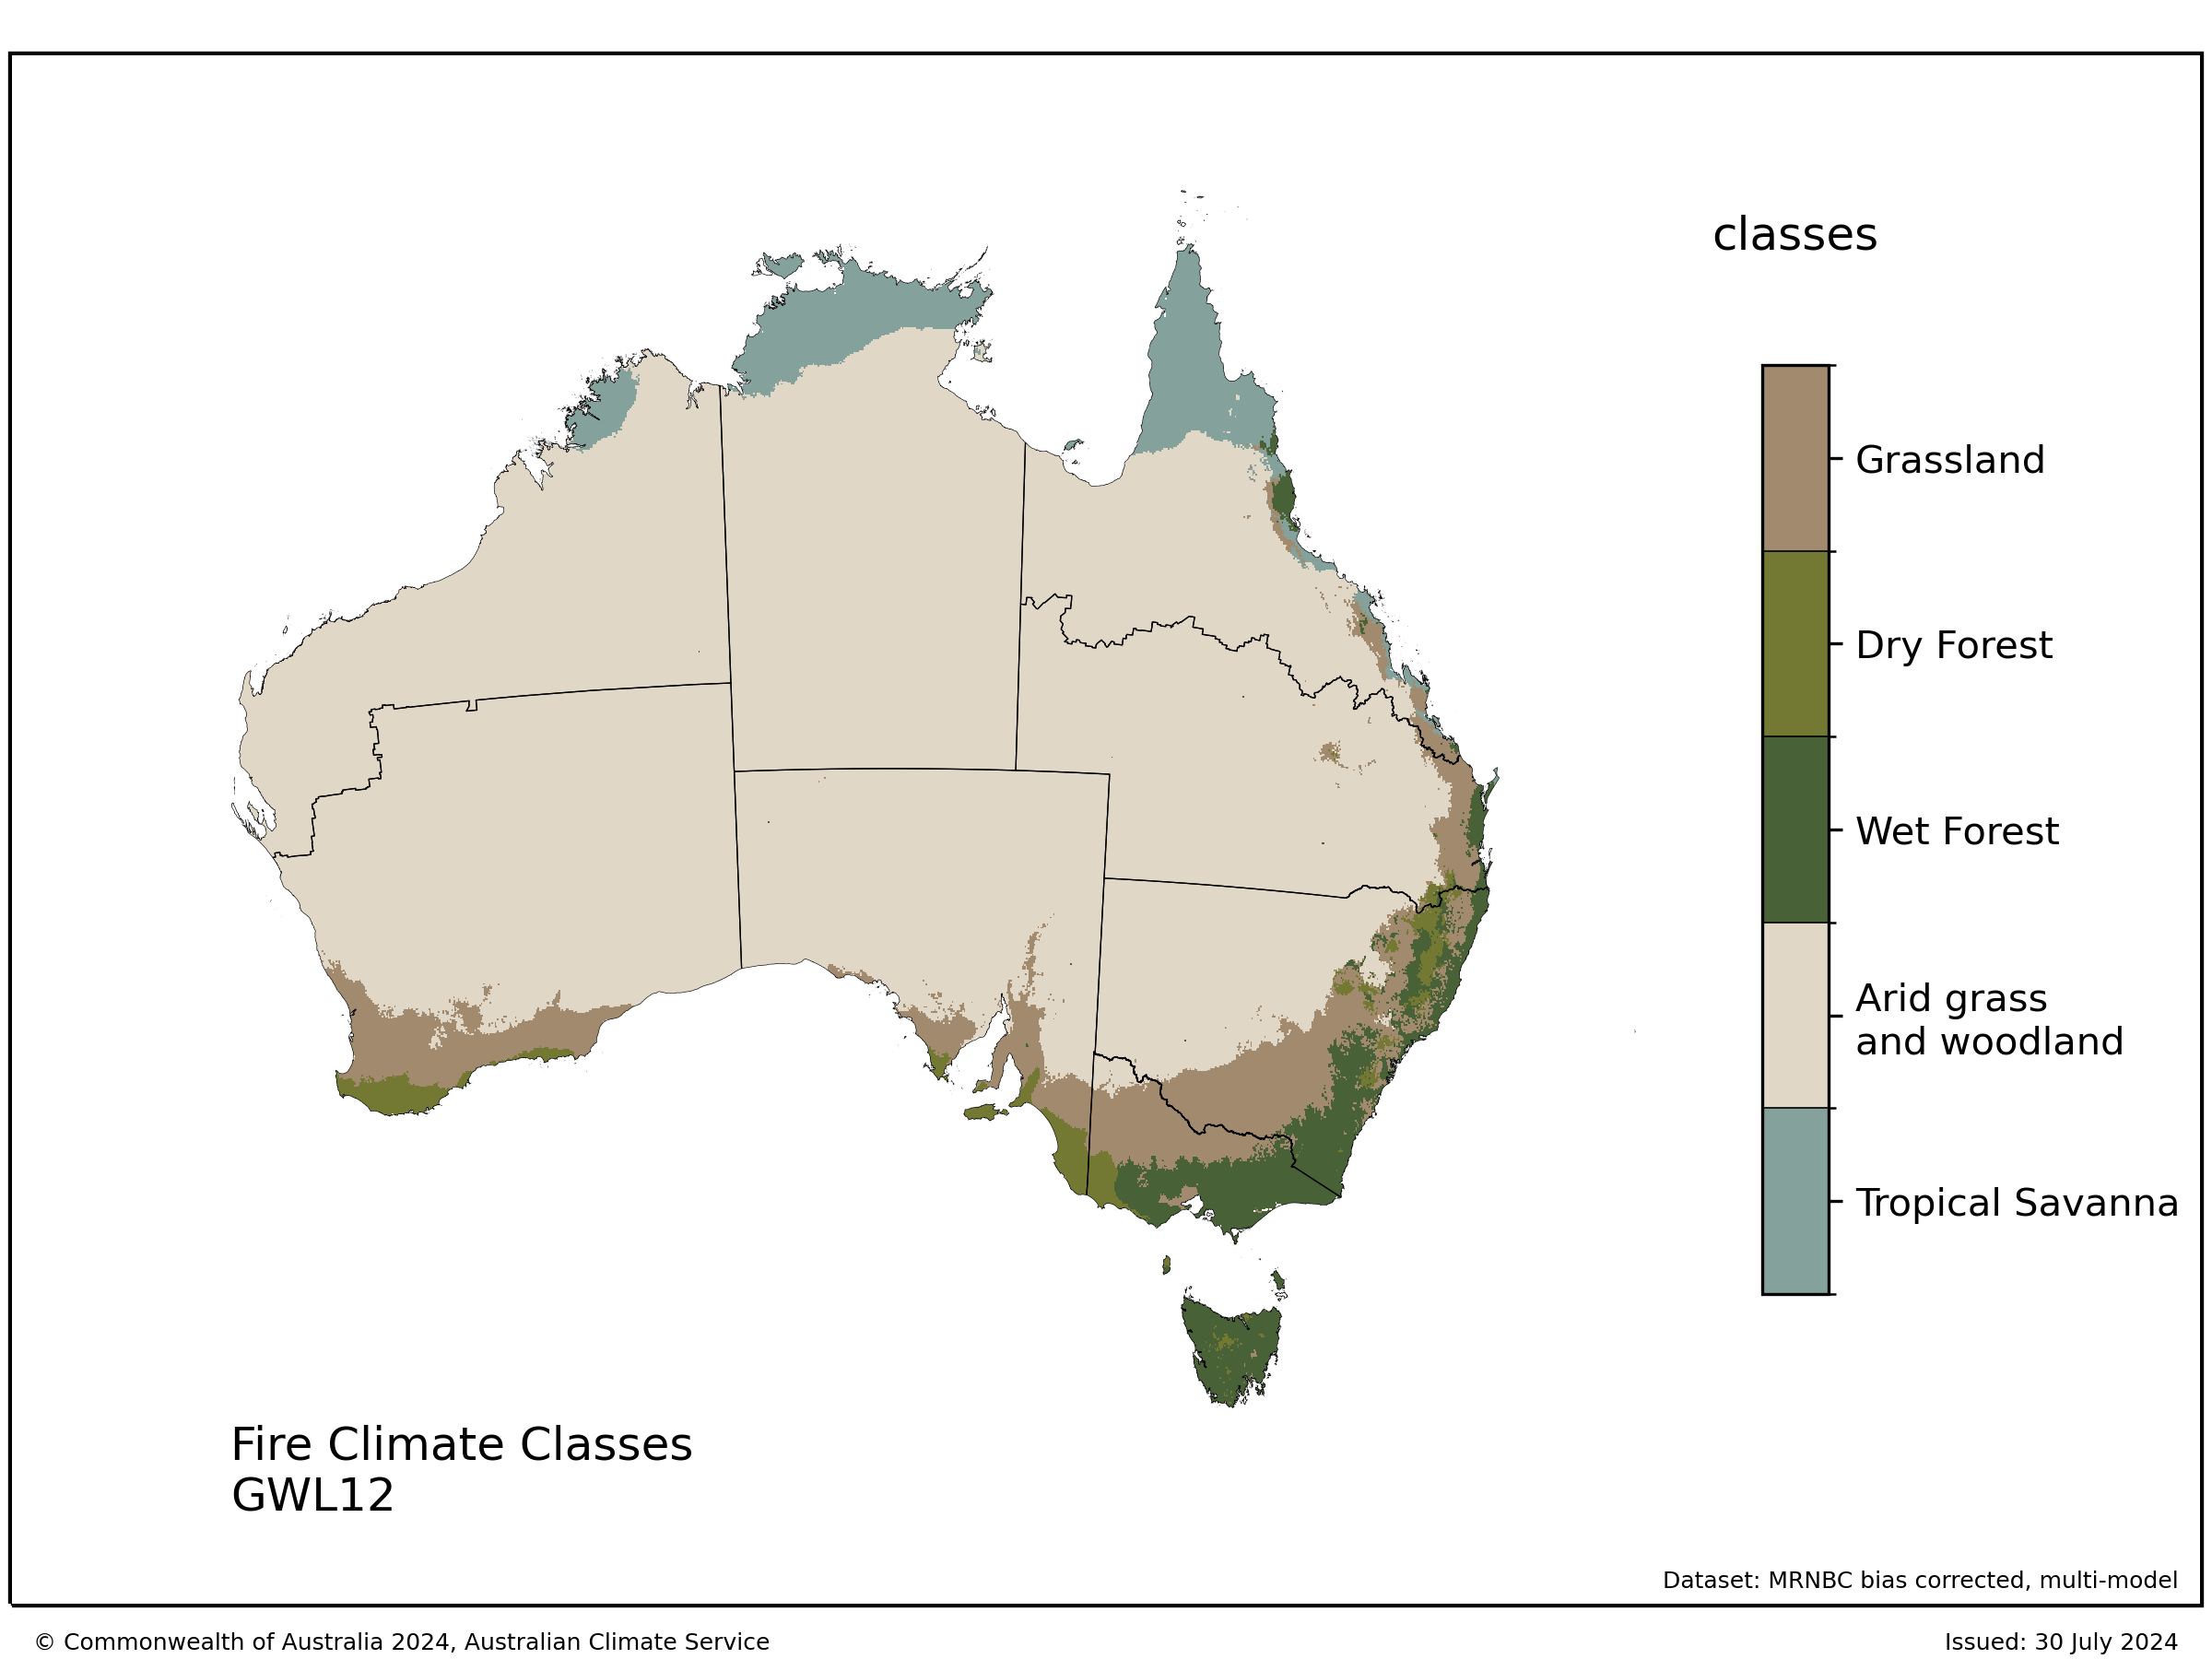 classes
Grassland
Dry Forest
Wet Forest
Arid grass
and woodland
Tropical Savanna
Fire Climate Classes
GWL12
Dataset: MRNBC bias corrected, multi-model
© Commonwealth of Australia 2024, Australian Climate Service
Issued: 30 July 2024